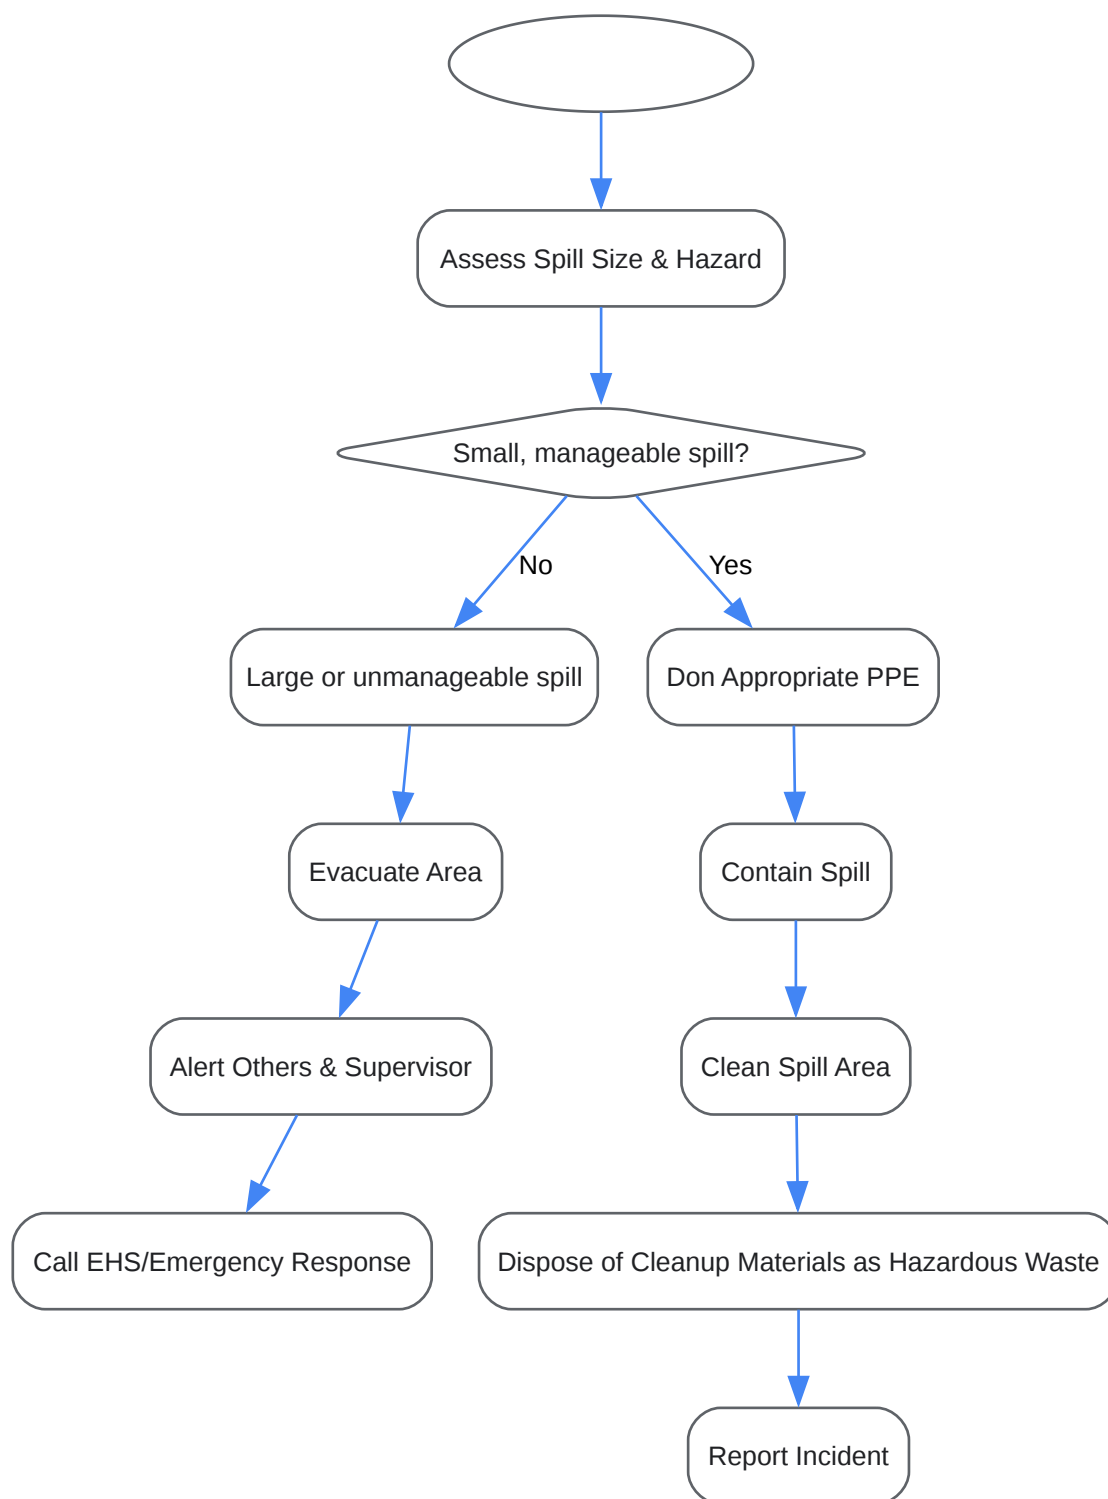 Assess Spill Size & Hazard
Small, manageable spill?
No
Yes
Large or unmanageable spill
Don Appropriate PPE
Evacuate Area
Contain Spill
Alert Others & Supervisor
Clean Spill Area
Call EHS/Emergency Response
Dispose of Cleanup Materials as Hazardous Waste
Report Incident